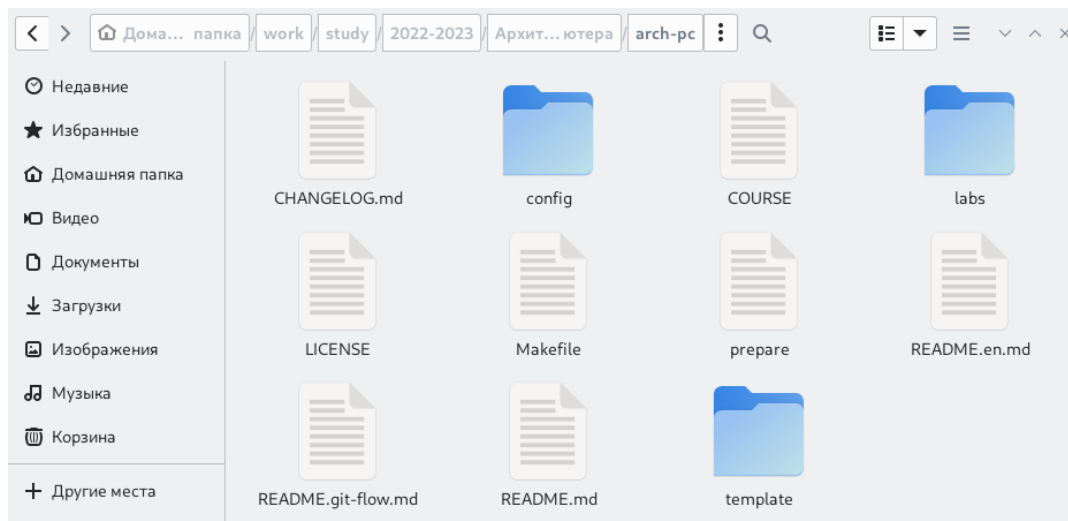 Дома... папка / work / study / 2022-2023 / Архит...ютера / arch-pc
Недавние
Избранные
Домашняя папка
Видео
Документы
Загрузки
Изображения
Музыка
Корзина
Другие места
CHANGELOG.md config COURSE labs
LICENSE Makefile prepare README.en.md
README.git-flow.md README.md template